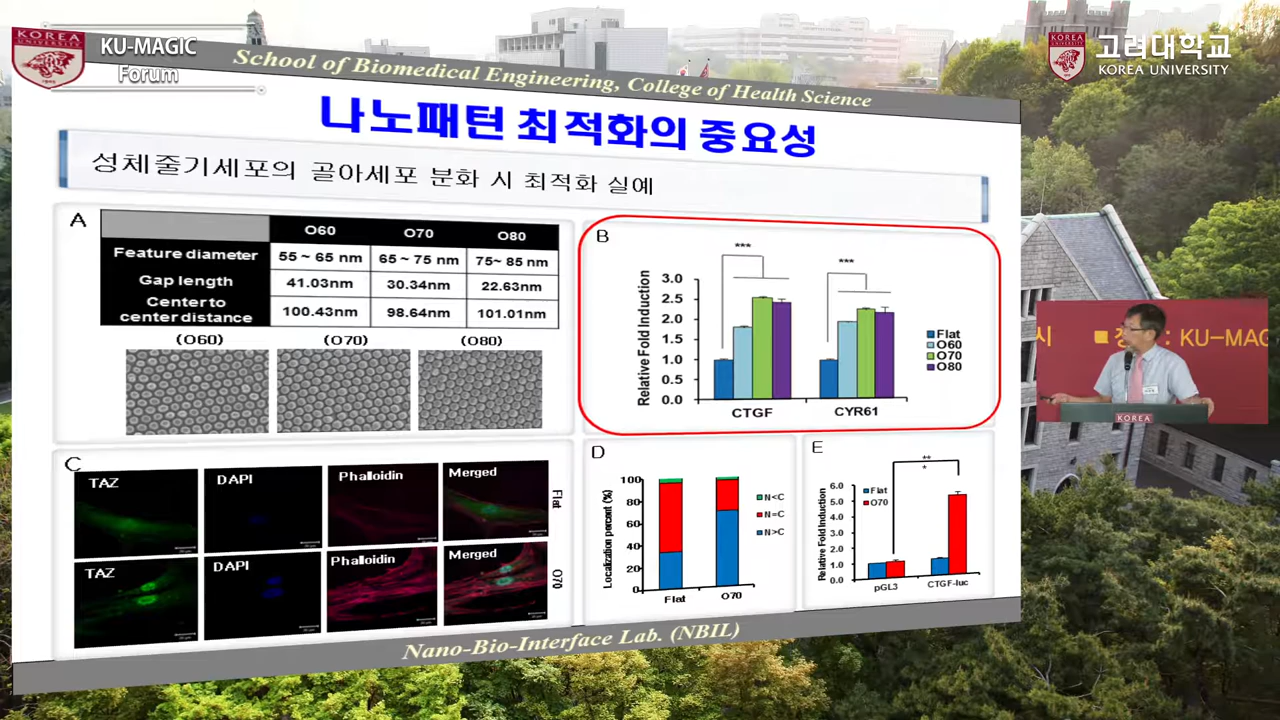 KOREA
UNIVERSITY
KU-MAGIC
Forum
고려대학교
KOREA UNIVERSITY
School of Biomedical Engineering, College of Health Science
나노패턴 최적화의 중요성
성체줄기세포의 골아세포 분화 시 최적화 실예
A
O60 O70 O80
Feature diameter 55 ~ 65 nm 65 ~ 75 nm 75~ 85 nm
Gap length 41.03nm 30.34nm 22.63nm
Center to
center distance 100.43nm 98.64nm 101.01nm
(O60) (O70) (O80)
B
Relative Fold Induction
3.0
2.5
2.0
1.5
1.0
0.5
0.0
*** ***
CTGF CYR61
Flat
O60
O70
O80
C
TAZ DAPI Phalloidin Merged Flat
TAZ DAPI Phalloidin Merged O70
D
Localization percent (%)
100
80
60
40
20
0
Flat O70
N<C
N=C
N>C
E
Relative Fold Induction
6.0
5.0
4.0
3.0
2.0
1.0
0.0
Flat
O70
**
*
pGL3 CTGF-luc
Nano-Bio-Interface Lab. (NBIL)
KU-MAG
KOREA